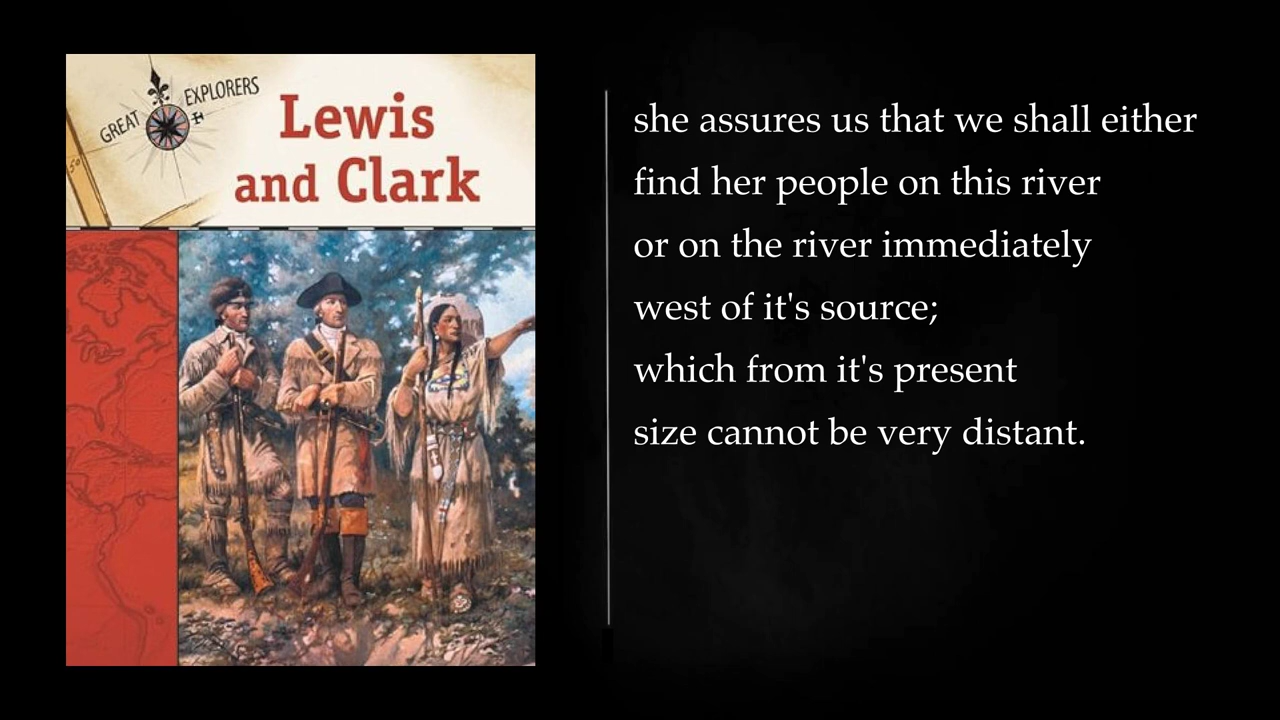 GREAT EXPLORERS
Lewis
and Clark
she assures us that we shall either
find her people on this river
or on the river immediately
west of it's source;
which from it's present
size cannot be very distant.